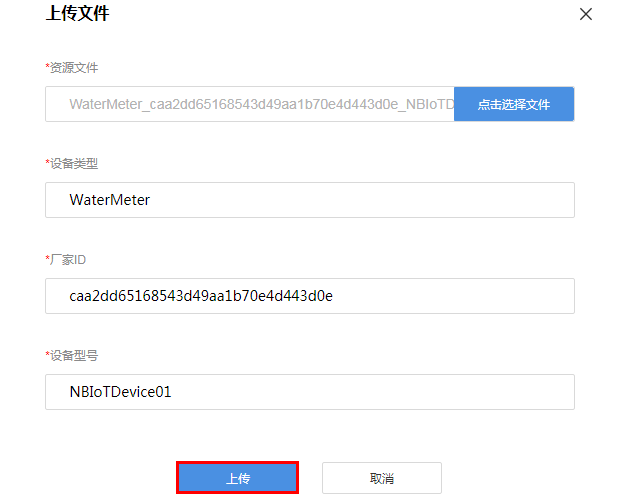 上传文件
*资源文件
WaterMeter_caa2dd65168543d49aa1b70e4d443d0e_NBIoTD
点击选择文件
*设备类型
WaterMeter
*厂家ID
caa2dd65168543d49aa1b70e4d443d0e
*设备型号
NBIoTDevice01
上传
取消